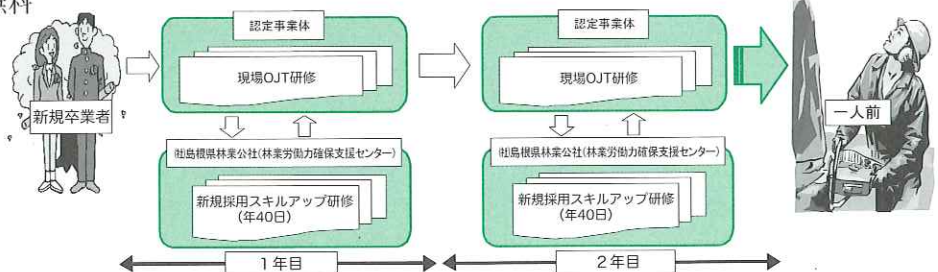 無料
新規卒業者
認定事業体
現場OJT研修
㈳島根県林業公社(林業労働力確保支援センター)
新規採用スキルアップ研修
(年40日)
1年目
認定事業体
現場OJT研修
㈳島根県林業公社(林業労働力確保支援センター)
新規採用スキルアップ研修
(年40日)
2年目
一人前